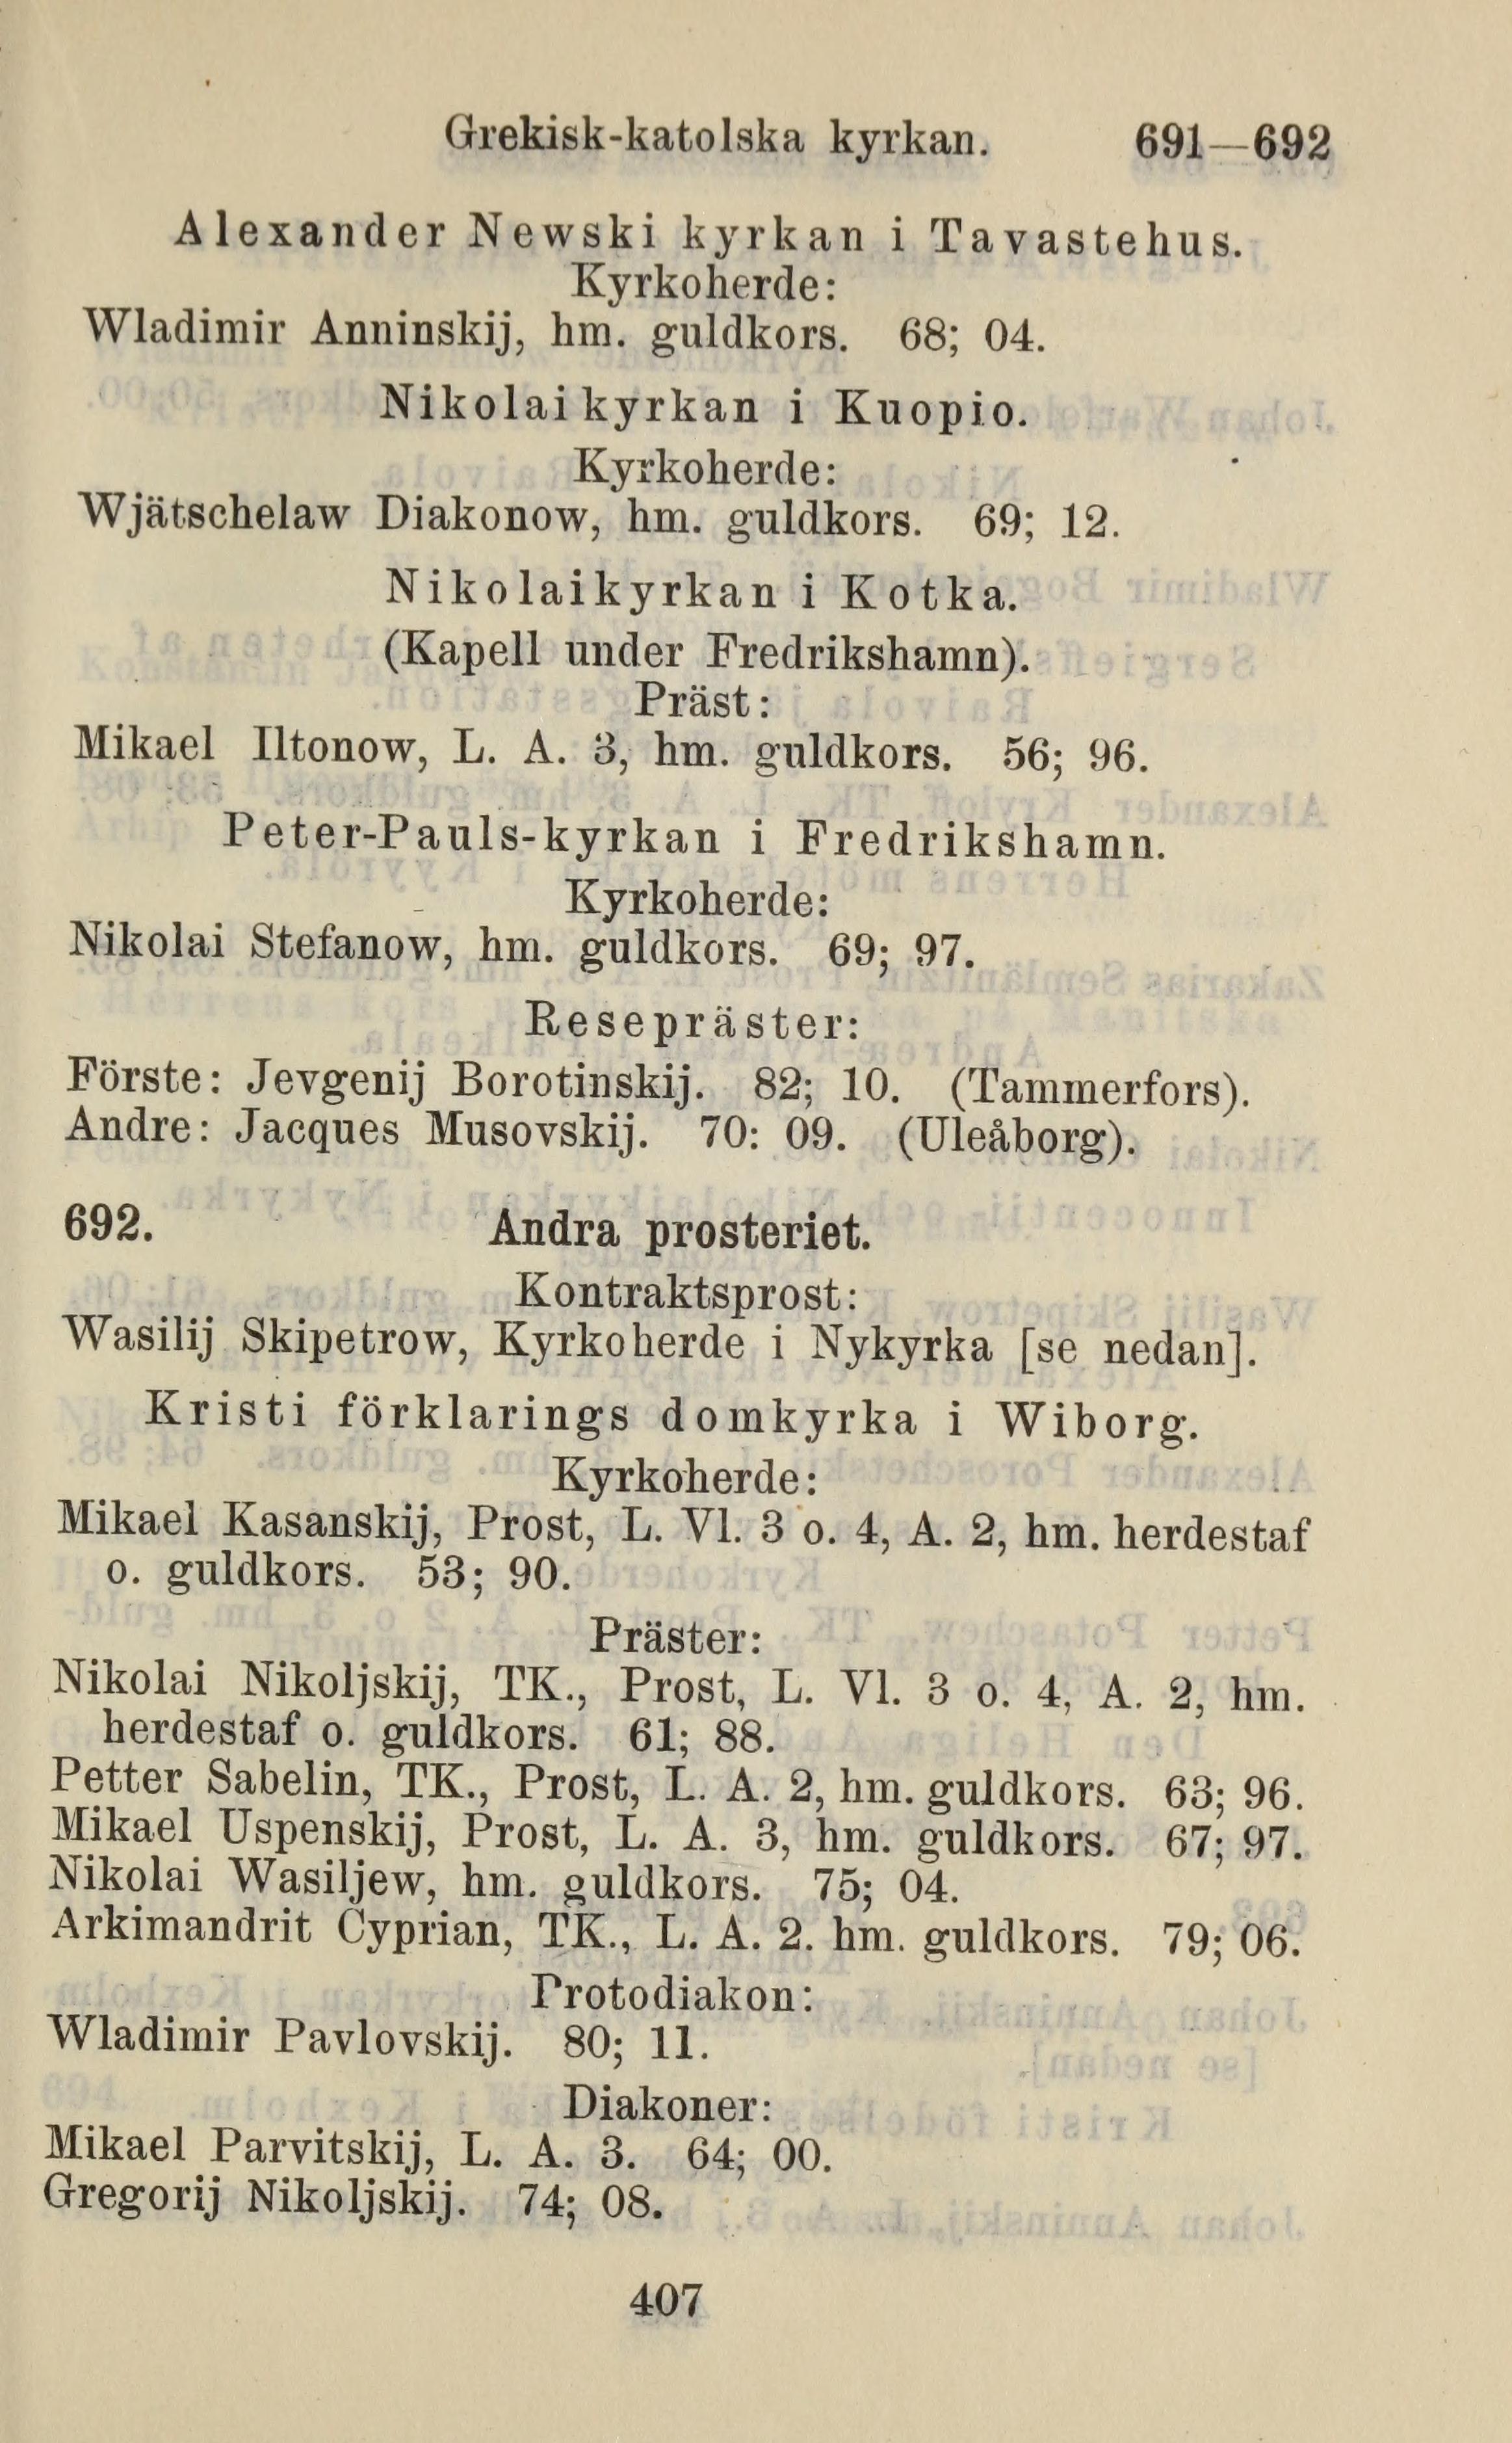 Grekisk-katolska kyrkan. 691—692
Alexander Newski kyrkan i Tavastehus.
Kyrkoherde:
Wladimir Anninskij, hm. guldkors. 68; 04.
Nikolaikyrkan i Kuopio.
Kyrkoherde:
Wjätschelaw Diakonow, hm. guldkors. 69; 12.
Nikolaikyrkan i Kotka.
(Kapell under Fredrikshamn).
Präst:
Mikael Iltonow, L. A. 3, hm. guldkors. 56; 96.
Peter-Pauls-kyrkan i Fredrikshamn.
Kyrkoherde:
Nikolai Stefanow, hm. guldkors. 69; 97.
Resepräster:
Förste: Jevgenij Borotinskij. 82; 10. (Tammerfors).
Andre: Jacques Musovskij. 70: 09. (Uleåborg).
692. Andra prosteriet.
Kontraktsprost:
Wasilij Skipetrow, Kyrkoherde i Nykyrka [se nedan].
Kristi förklarings domkyrka i Wiborg.
Kyrkoherde:
Mikael Kasanskij, Prost, L. Vl. 3 o. 4, A. 2, hm. herdestaf
o. guldkors. 53; 90.
Präster:
Nikolai Nikoljskij, TK., Prost, L. Vl. 3 o. 4, A. 2, hm.
herdestaf o. guldkors. 61; 88.
Petter Sabelin, TK., Prost, L. A. 2, hm. guldkors. 63; 96.
Mikael Uspenskij, Prost, L. A. 3, hm. guldkors. 67; 97.
Nikolai Wasiljew, hm. guldkors. 75; 04.
Arkimandrit Cyprian, TK., L. A. 2. hm. guldkors. 79; 06.
Protodiakon:
Wladimir Pavlovskij. 80; 11.
Diakoner:
Mikael Parvitskij, L. A. 3. 64; 00.
Gregorij Nikoljskij. 74; 08.
407